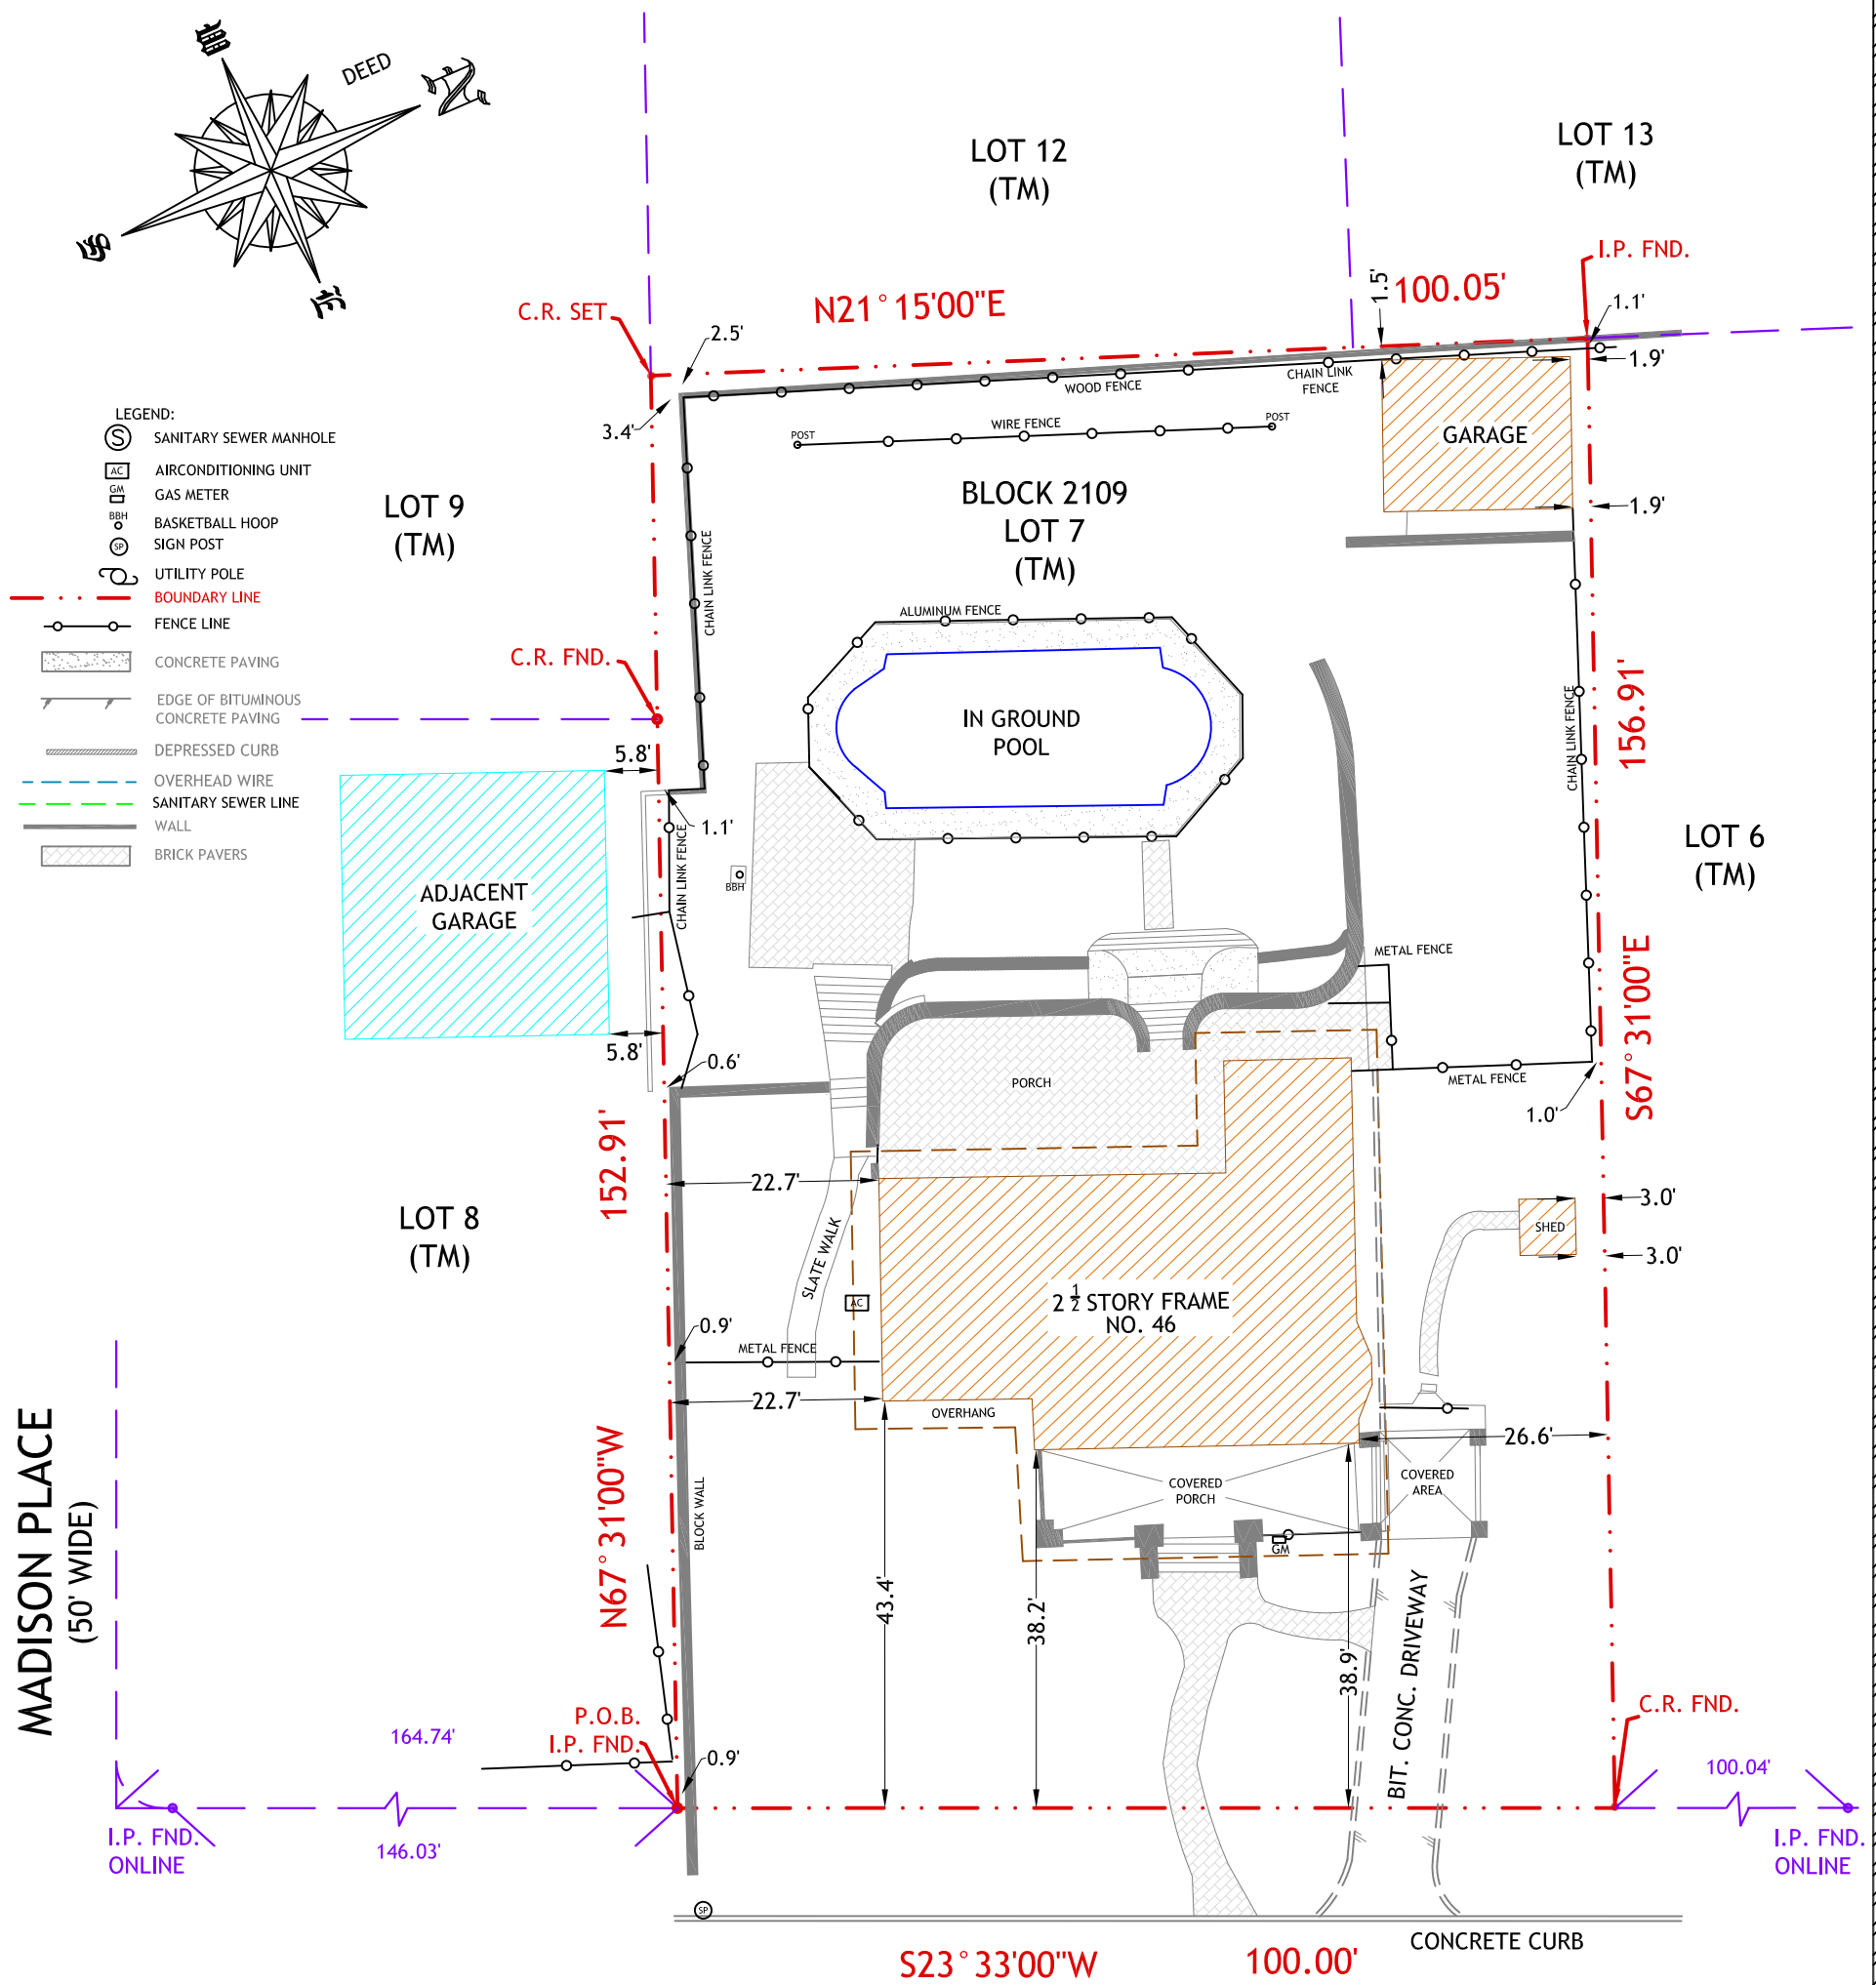 W
DEED
N
S
E
LOT 12
(TM)
LOT 13
(TM)
I.P. FND.
C.R. SET
N21°15'00"E
1.5'
100.05'
1.1'
2.5'
1.9'
3.4'
WOOD FENCE
CHAIN LINK
FENCE
POST
WIRE FENCE
POST
GARAGE
1.9'
LEGEND:
S SANITARY SEWER MANHOLE
AC AIRCONDITIONING UNIT
GM GAS METER
BBH BASKETBALL HOOP
SP SIGN POST
UTILITY POLE
BOUNDARY LINE
FENCE LINE
CONCRETE PAVING
EDGE OF BITUMINOUS
CONCRETE PAVING
DEPRESSED CURB
OVERHEAD WIRE
SANITARY SEWER LINE
WALL
BRICK PAVERS
LOT 9
(TM)
BLOCK 2109
LOT 7
(TM)
CHAIN LINK FENCE
ALUMINUM FENCE
C.R. FND.
IN GROUND
POOL
CHAIN LINK FENCE
156.91'
5.8'
1.1'
CHAIN LINK FENCE
BBH
ADJACENT
GARAGE
LOT 6
(TM)
METAL FENCE
S67°31'00"E
5.8'
0.6'
PORCH
METAL FENCE
1.0'
152.91'
22.7'
LOT 8
(TM)
SLATE WALK
3.0'
SHED
3.0'
AC
2 1/2 STORY FRAME
NO. 46
0.9'
METAL FENCE
22.7'
OVERHANG
26.6'
MADISON PLACE
(50' WIDE)
N67°31'00"W
BLOCK WALL
COVERED
PORCH
COVERED
AREA
GM
43.4'
38.2'
38.9'
BIT. CONC. DRIVEWAY
P.O.B.
I.P. FND.
0.9'
C.R. FND.
164.74'
100.04'
I.P. FND.
ONLINE
146.03'
I.P. FND.
ONLINE
SP
CONCRETE CURB
S23°33'00"W
100.00'